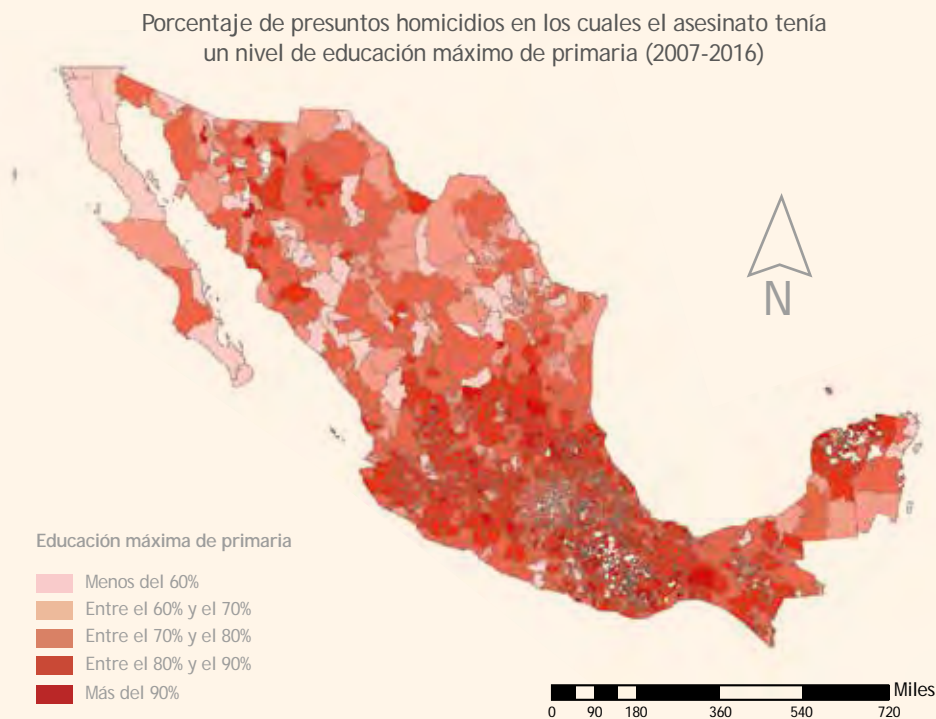 Porcentaje de presuntos homicidios en los cuales el asesinato tenía
un nivel de educación máximo de primaria (2007-2016)
N
Educación máxima de primaria
Menos del 60%
Entre el 60% y el 70%
Entre el 70% y el 80%
Entre el 80% y el 90%
Más del 90%
Miles
0 90 180 360 540 720